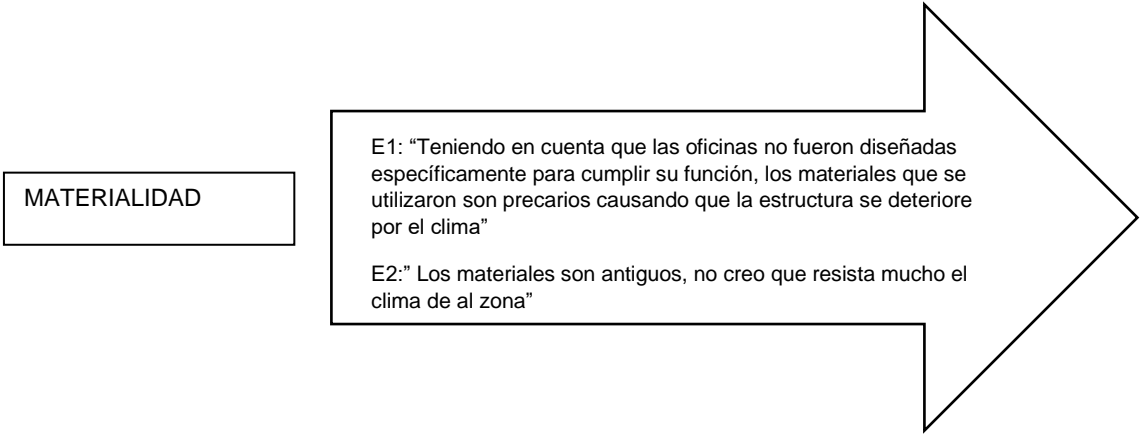 MATERIALIDAD
E1: “Teniendo en cuenta que las oficinas no fueron diseñadas
específicamente para cumplir su función, los materiales que se
utilizaron son precarios causando que la estructura se deteriore
por el clima”
E2:” Los materiales son antiguos, no creo que resista mucho el
clima de al zona”